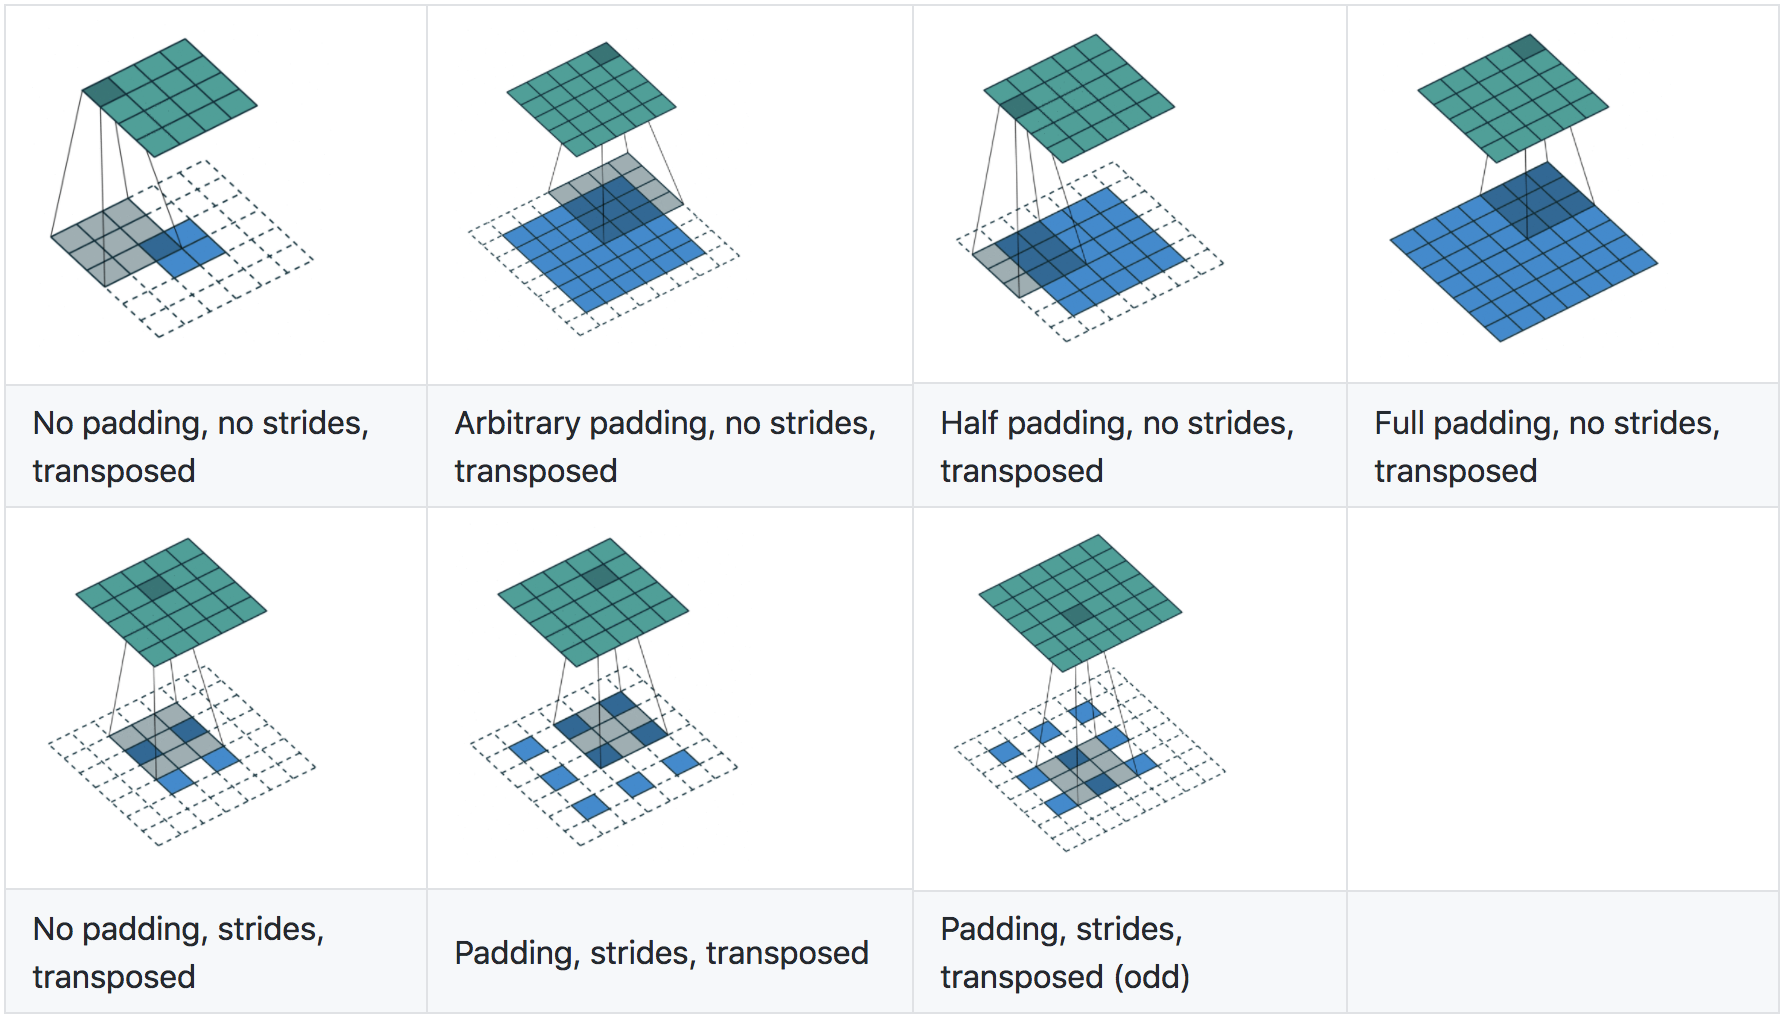 No padding, no strides,
transposed
Arbitrary padding, no strides,
transposed
Half padding, no strides,
transposed
Full padding, no strides,
transposed
No padding, strides,
transposed
Padding, strides, transposed
Padding, strides,
transposed (odd)